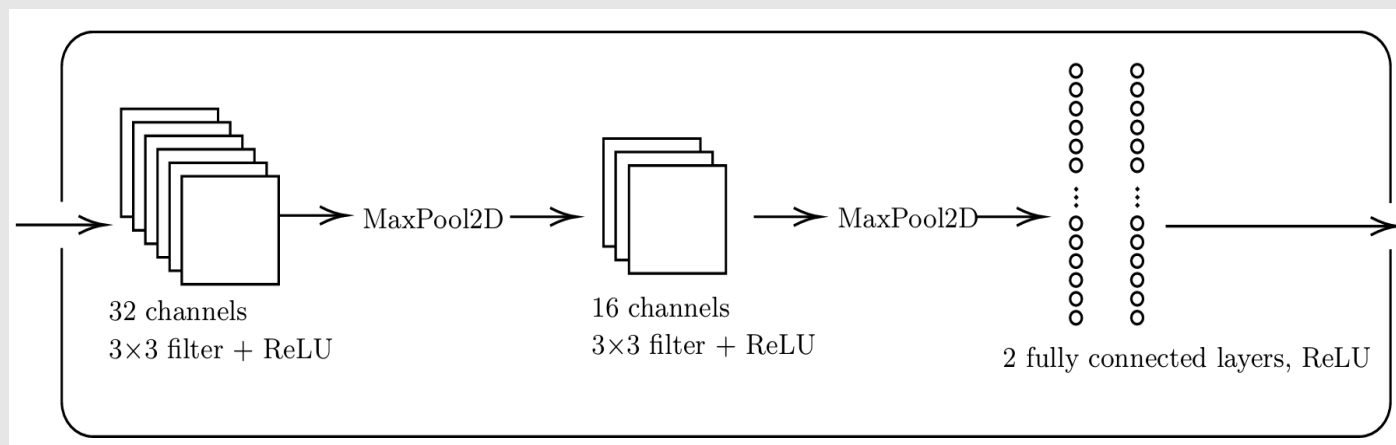 MaxPool2D
MaxPool2D
32 channels
3×3 filter + ReLU
16 channels
3×3 filter + ReLU
2 fully connected layers, ReLU